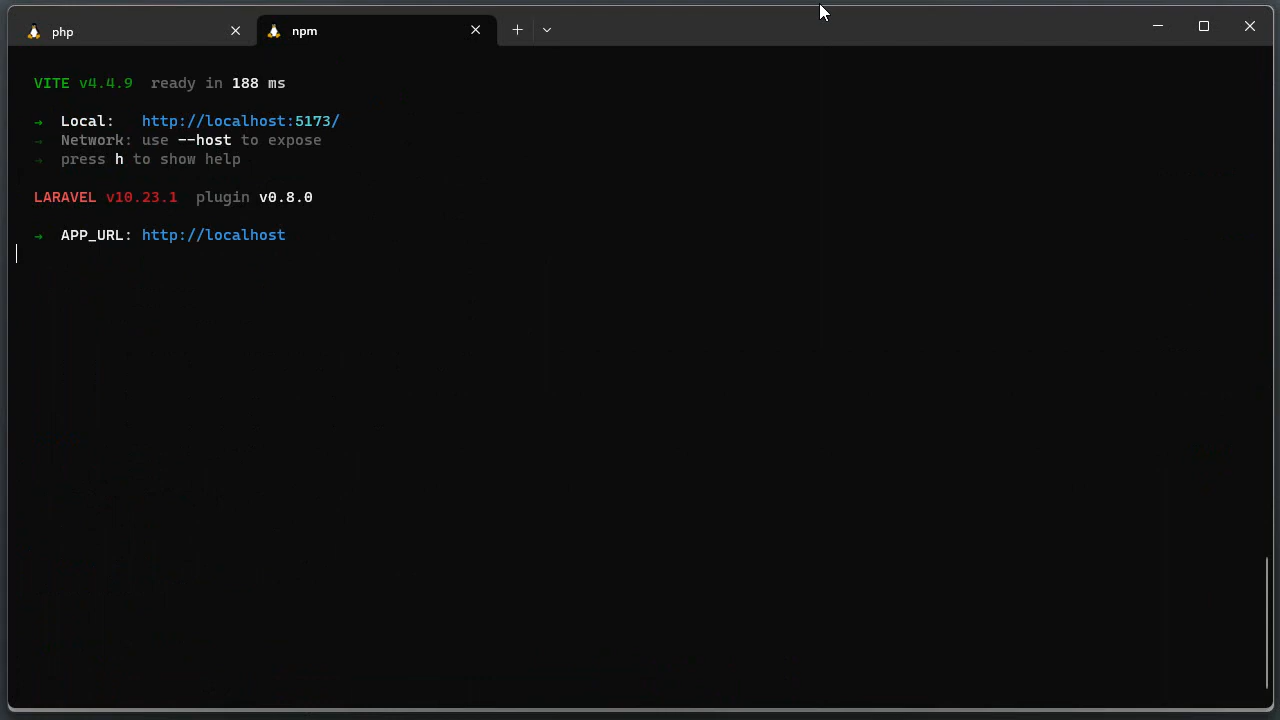 php
npm
VITE v4.4.9 ready in 188 ms
➜ Local: http://localhost:5173/
➜ Network: use --host to expose
➜ press h to show help
LARAVEL v10.23.1 plugin v0.8.0
➜ APP_URL: http://localhost